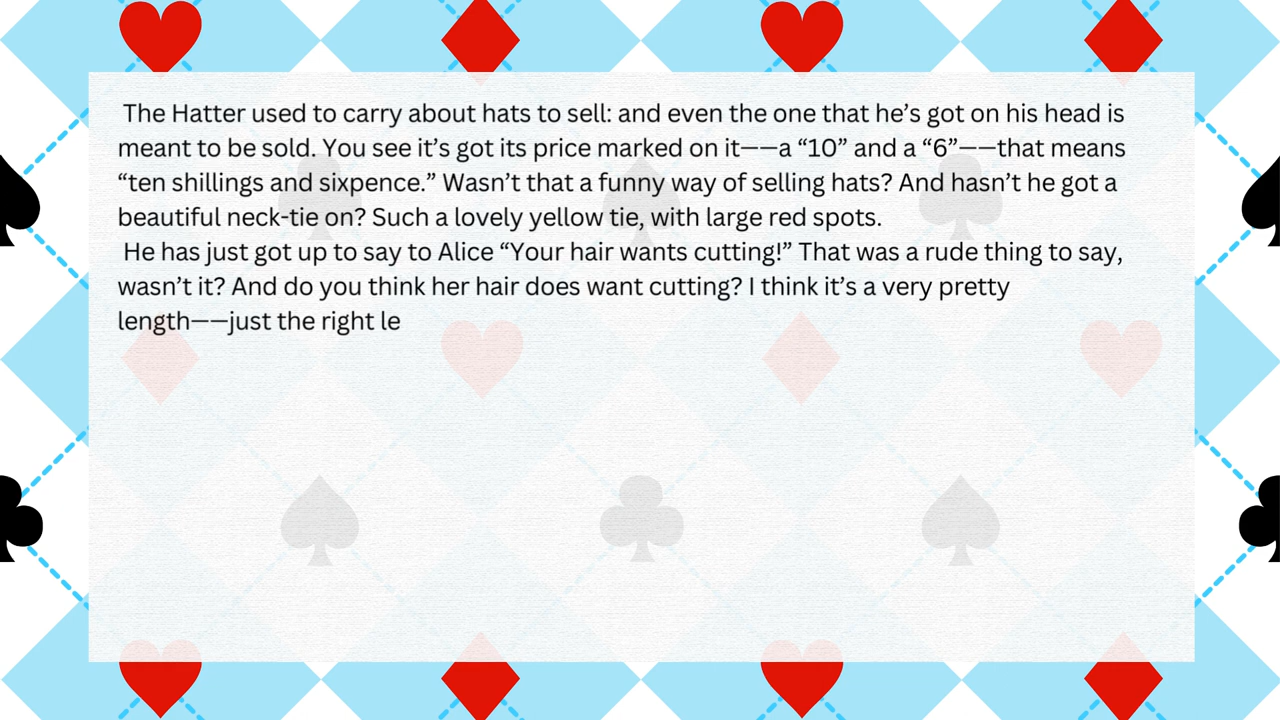 The Hatter used to carry about hats to sell: and even the one that he’s got on his head is
meant to be sold. You see it’s got its price marked on it——a “10” and a “6”——that means
“ten shillings and sixpence.” Wasn’t that a funny way of selling hats? And hasn’t he got a
beautiful neck-tie on? Such a lovely yellow tie, with large red spots.
He has just got up to say to Alice “Your hair wants cutting!” That was a rude thing to say,
wasn’t it? And do you think her hair does want cutting? I think it’s a very pretty
length——just the right le